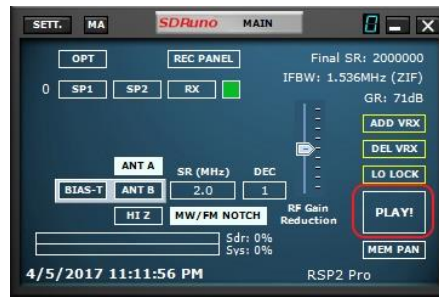 SETT. MA SDRuno MAIN 8 X
OPT REC PANEL Final SR: 2000000
IFBW: 1.536MHz (ZIF)
0 SP1 SP2 RX GR: 71dB
ADD VRX
DEL VRX
ANT A SR (MHz) DEC LO LOCK
BIAS-T ANT B 2.0 1
HI Z MW/FM NOTCH RF Gain
Reduction PLAY!
Sdr: 0%
Sys: 0% MEM PAN
4/5/2017 11:11:56 PM RSP2 Pro